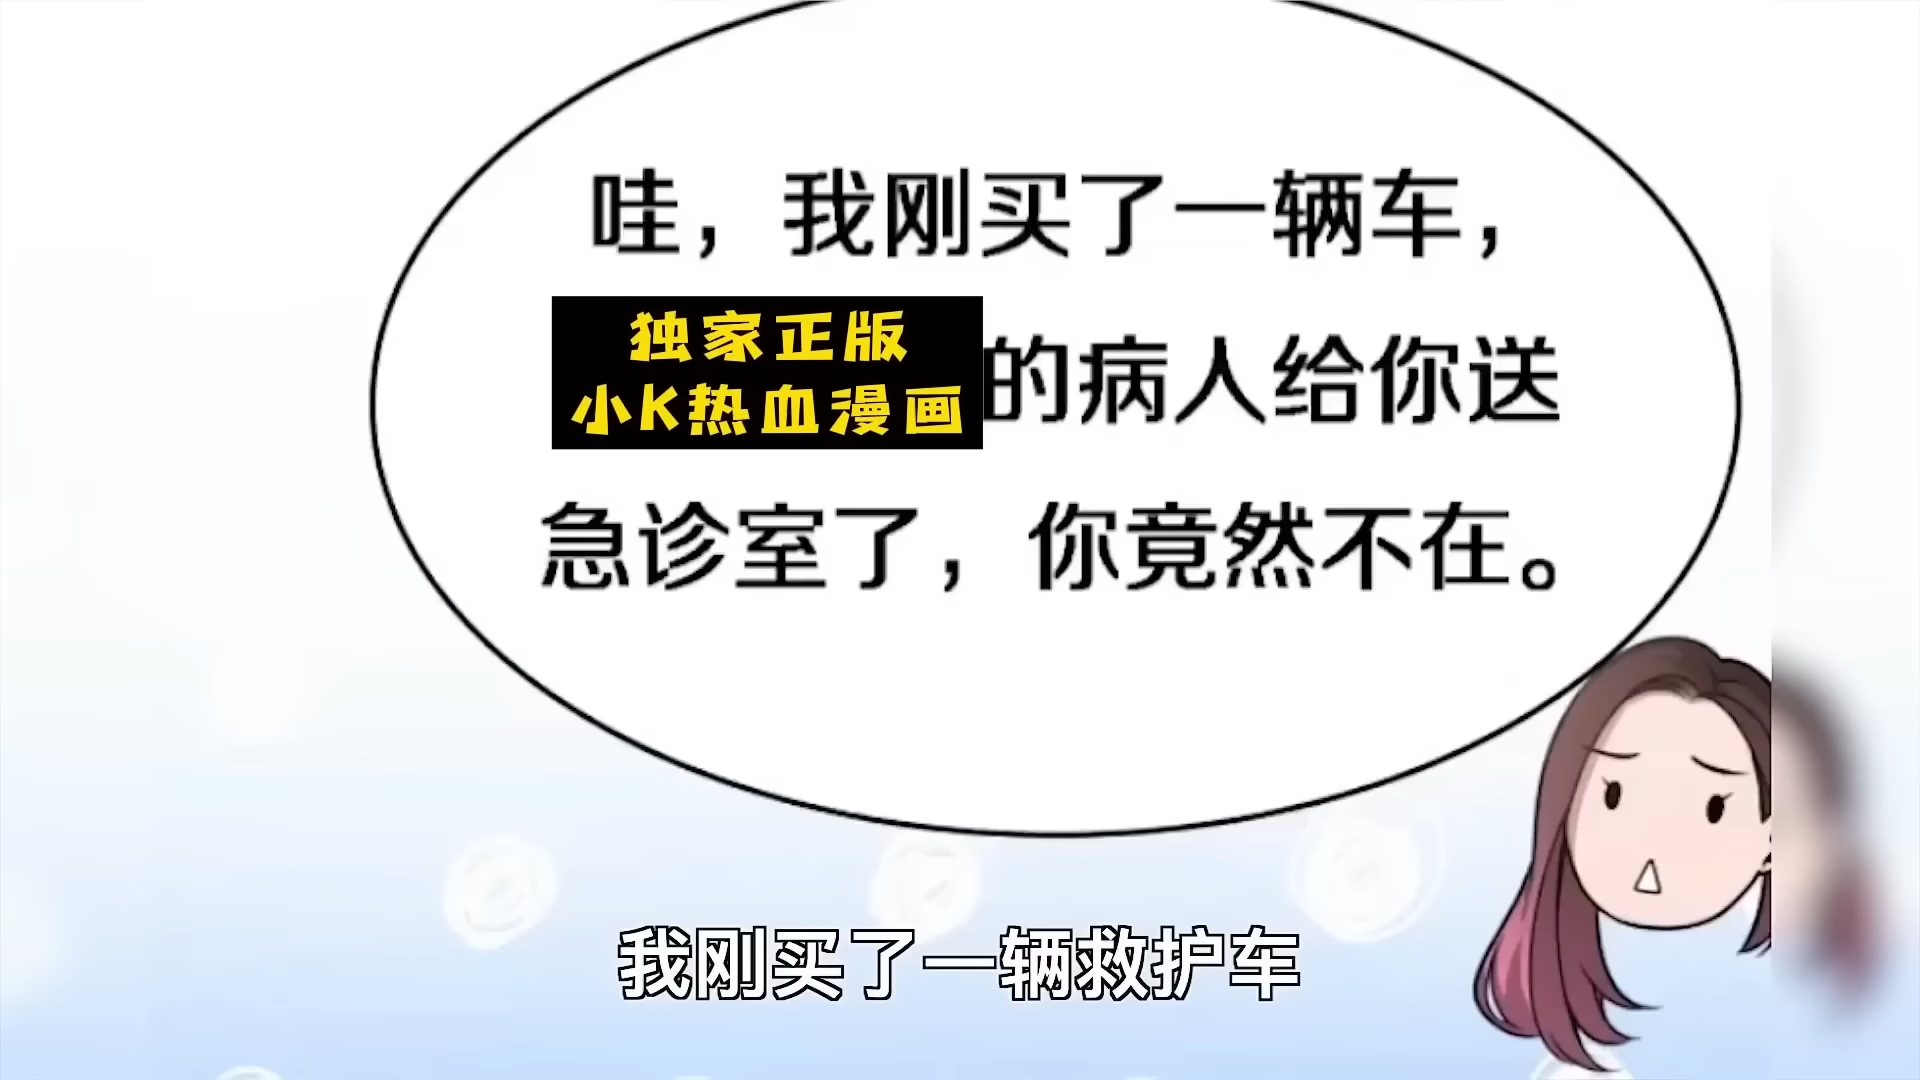 哇，我刚买了一辆车，
独家正版
小K热血漫画
的病人给你送
急诊室了，你竟然不在。
我刚买了一辆救护车